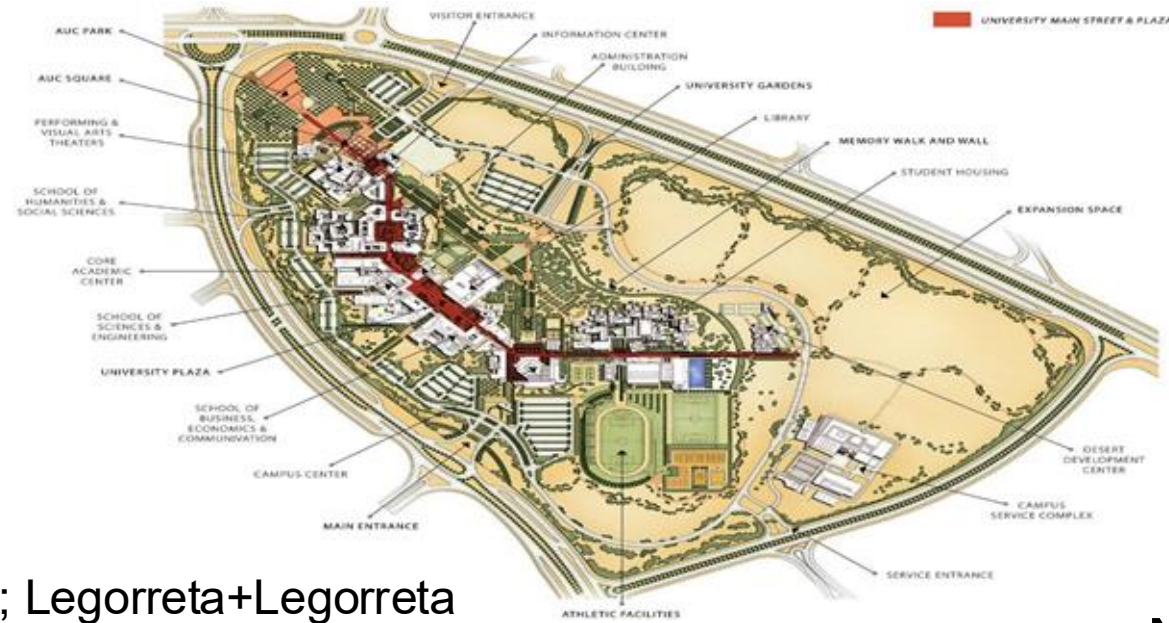 VISITOR ENTRANCE
AUC PARK
INFORMATION CENTER
UNIVERSITY MAIN STREET & PLAZA
ADMINISTRATION
BUILDING
AUC SQUARE
UNIVERSITY GARDENS
PERFORMING &
VISUAL ARTS
THEATERS
LIBRARY
MEMORY WALK AND WALL
STUDENT HOUSING
SCHOOL OF
HUMANITIES &
SOCIAL SCIENCES
EXPANSION SPACE
CORE
ACADEMIC
CENTER
SCHOOL OF
SCIENCES &
ENGINEERING
UNIVERSITY PLAZA
SCHOOL OF
BUSINESS,
ECONOMICS &
COMMUNIVATION
CAMPUS CENTER
DESERT
DEVELOPMENT
CENTER
MAIN ENTRANCE
CAMPUS
SERVICE COMPLEX
SERVICE ENTRANCE
; Legorreta+Legorreta
ATHLETIC FACILITIES